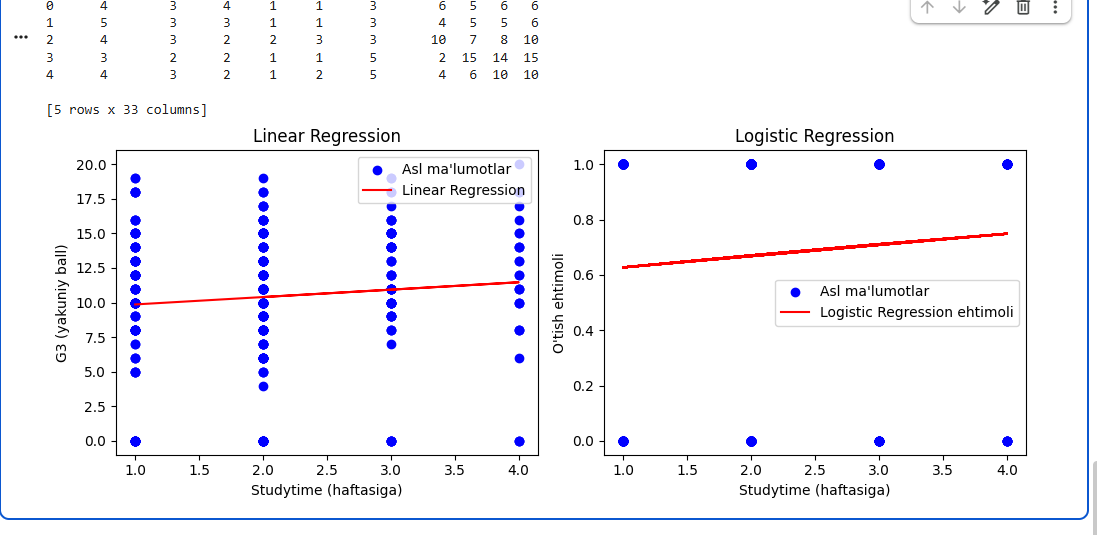 0 4 3 4 1 1 3 6 5 6 6
1 5 3 3 1 1 3 4 5 5 6
2 4 3 2 2 3 3 10 7 8 10
3 3 2 2 1 1 5 2 15 14 15
4 4 3 2 1 2 5 4 6 10 10
[5 rows x 33 columns]
Linear Regression
20.0
17.5
15.0
12.5
10.0
7.5
5.0
2.5
0.0
G3 (yakuniy ball)
Asl ma'lumotlar
Linear Regression
1.0 1.5 2.0 2.5 3.0 3.5 4.0
Studytime (haftasiga)
Logistic Regression
1.0
0.8
0.6
0.4
0.2
0.0
O'tish ehtimoli
Asl ma'lumotlar
Logistic Regression ehtimoli
1.0 1.5 2.0 2.5 3.0 3.5 4.0
Studytime (haftasiga)